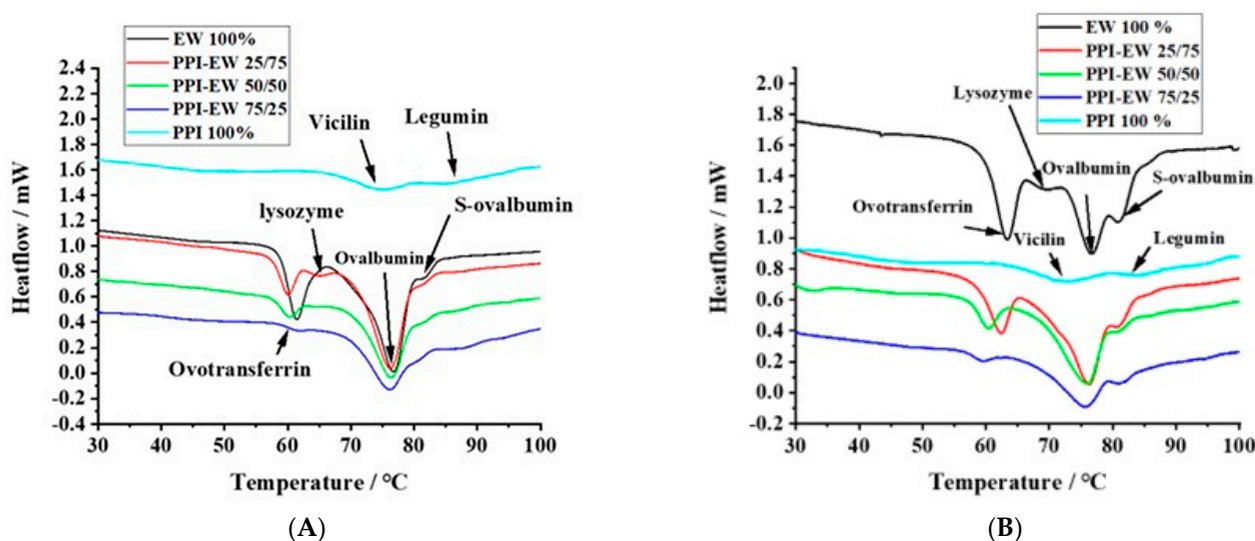 EW 100%
PPI-EW 25/75
PPI-EW 50/50
PPI-EW 75/25
PPI 100%
2.4
2.2
2.0
1.8
1.6
1.4
1.2
1.0
0.8
0.6
0.4
0.2
0.0
-0.2
-0.4
Heatflow / mW
Vicilin
Legumin
lysozyme
S-ovalbumin
Ovalbumin
Ovotransferrin
30 40 50 60 70 80 90 100
Temperature / °C
(A)
EW 100 %
PPI-EW 25/75
PPI-EW 50/50
PPI-EW 75/25
PPI 100 %
2.0
1.8
1.6
1.4
1.2
1.0
0.8
0.6
0.4
0.2
0.0
-0.2
Heatflow / mW
Lysozyme
Ovalbumin
S-ovalbumin
Ovotransferrin
Vicilin
Legumin
30 40 50 60 70 80 90 100
Temperature / °C
(B)